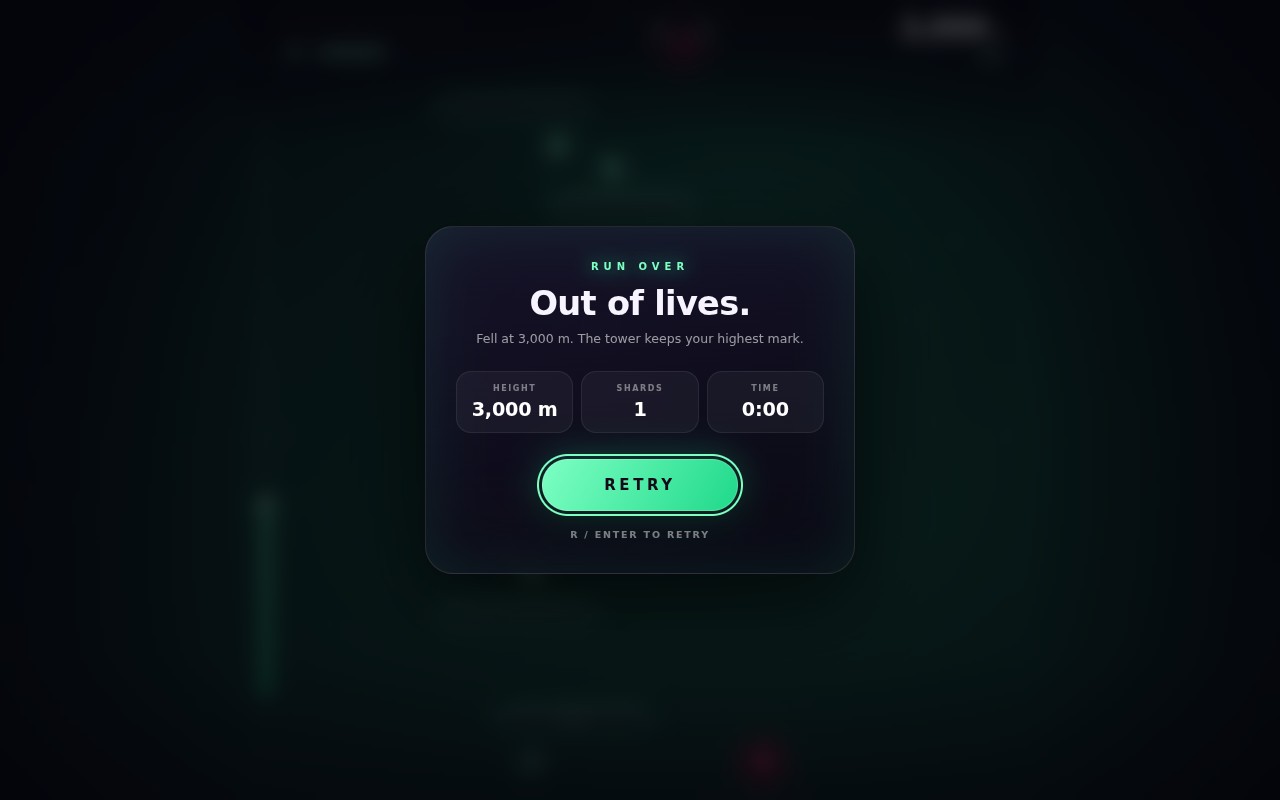 RUN OVER
Out of lives.
Fell at 3,000 m. The tower keeps your highest mark.
HEIGHT
3,000 m
SHARDS
1
TIME
0:00
RETRY
R / ENTER TO RETRY